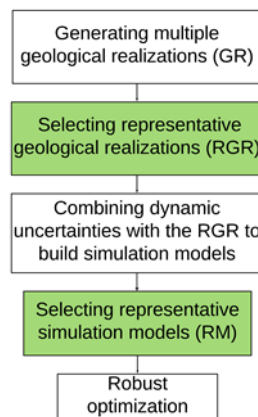 Generating multiple
geological realizations (GR)
Selecting representative
geological realizations (RGR)
Combining dynamic
uncertainties with the RGR to
build simulation models
Selecting representative
simulation models (RM)
Robust
optimization